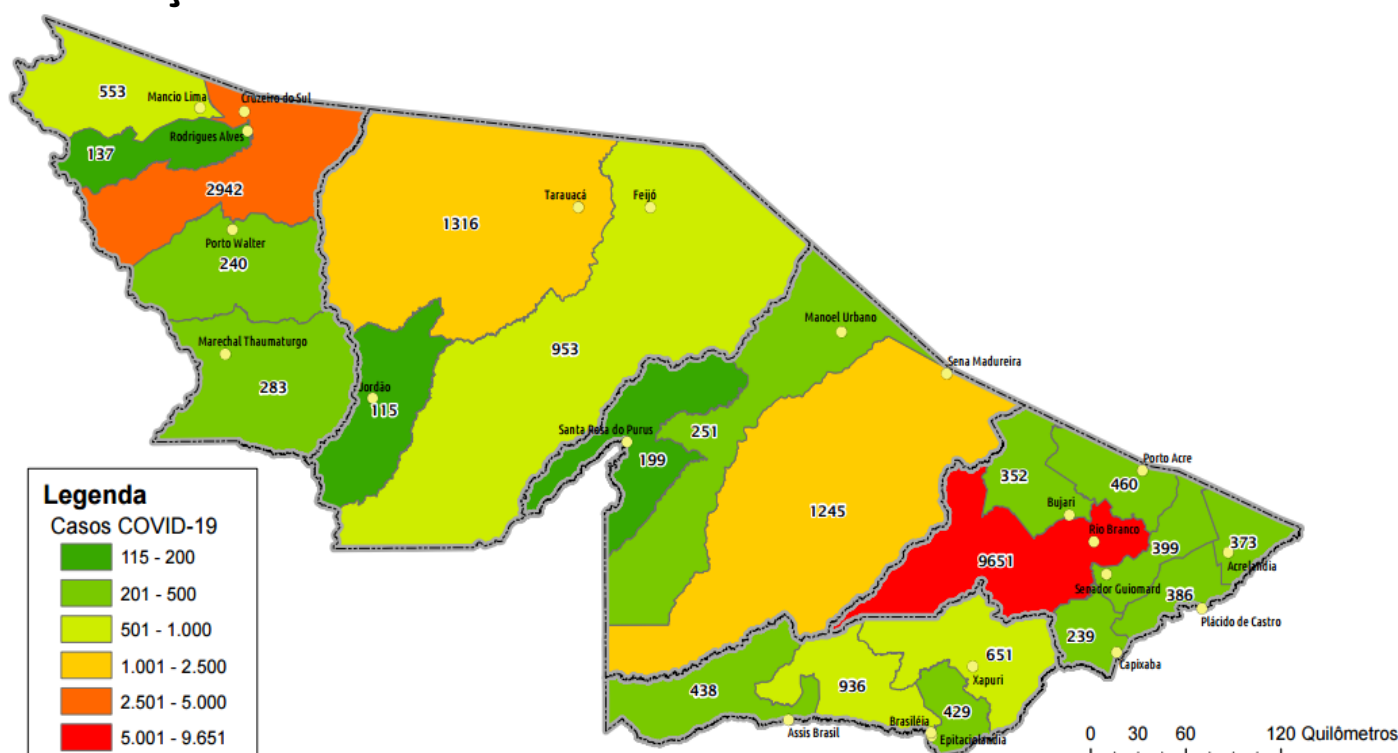 553
Mancio Lima
Cruzeiro do Sul
Rodrigues Alves
137
2942
Tarauacá
Feijó
1316
Porto Walter
240
Manoel Urbano
Marechal Thaumaturgo
953
Sena Madureira
283
Jordão
115
Santa Rosa do Purus
251
199
Porto Acre
352
460
Bujari
1245
Rio Branco
399
373
9651
Acrelandia
Senador Guiomard
386
Plácido de Castro
239
Capixaba
651
Xapuri
438
936
429
Brasiléia
Assis Brasil
Epitaciolandia
Legenda
Casos COVID-19
115 - 200
201 - 500
501 - 1.000
1.001 - 2.500
2.501 - 5.000
5.001 - 9.651
0 30 60 120 Quilômetros